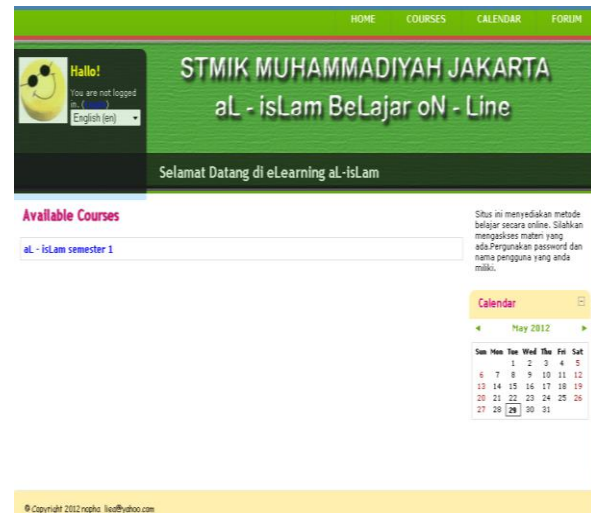 HOME COURSES CALENDAR FORUM
Hallo!
You are not logged
in. (Login)
English (en)
STMIK MUHAMMADIYAH JAKARTA
aL - isLam BeLajar oN - Line
Selamat Datang di eLearning aL-isLam
Available Courses
aL - isLam semester 1
Situs ini menyediakan metode
belajar secara online. Silahkan
mengaskses materi yang
ada.Pergunakan password dan
nama pengguna yang anda
miliki.
Calendar
May 2012
Sun Mon Tue Wed Thu Fri Sat
1 2 3 4 5
6 7 8 9 10 11 12
13 14 15 16 17 18 19
20 21 22 23 24 25 26
27 28 29 30 31
© Copyright 2012 nopha_liea@yahoo.com